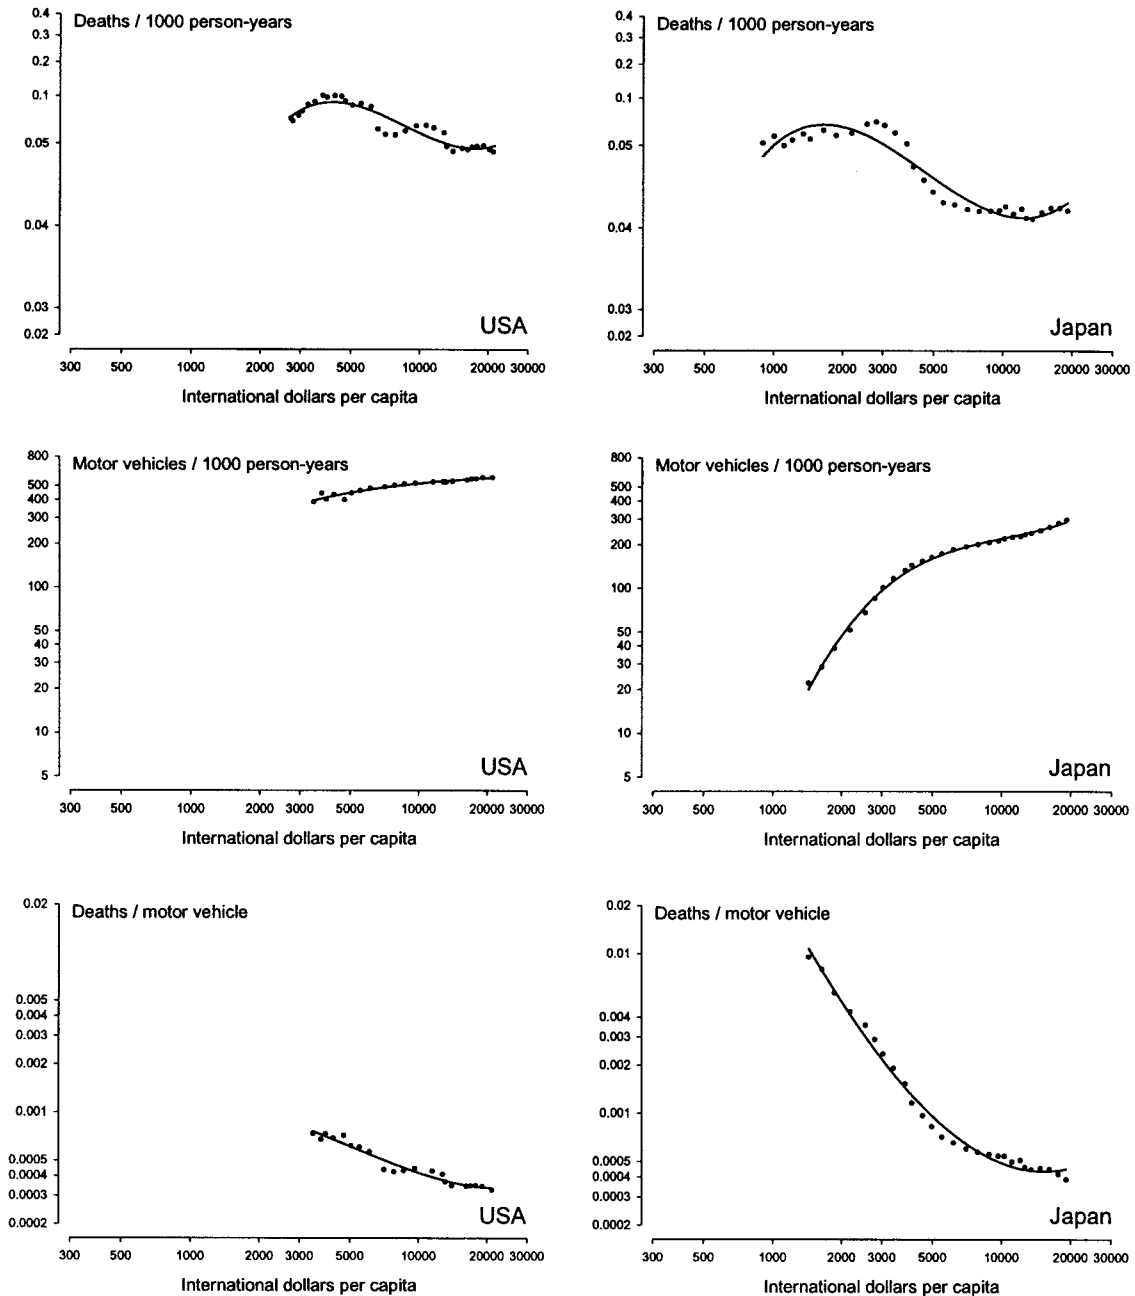 Deaths / 1000 person-years
0.4
0.3
0.2
0.1
0.05
0.04
0.03
0.02
USA
300 500 1000 2000 3000 5000 10000 20000 30000
International dollars per capita
Deaths / 1000 person-years
0.4
0.3
0.2
0.1
0.05
0.04
0.03
0.02
Japan
300 500 1000 2000 3000 5000 10000 20000 30000
International dollars per capita
Motor vehicles / 1000 person-years
800
500
400
300
200
100
50
40
30
20
10
5
USA
300 500 1000 2000 3000 5000 10000 20000 30000
International dollars per capita
Motor vehicles / 1000 person-years
800
500
400
300
200
100
50
40
30
20
10
5
Japan
300 500 1000 2000 3000 5000 10000 20000 30000
International dollars per capita
Deaths / motor vehicle
0.02
0.005
0.004
0.003
0.002
0.001
0.0005
0.0004
0.0003
0.0002
USA
300 500 1000 2000 3000 5000 10000 20000 30000
International dollars per capita
Deaths / motor vehicle
0.02
0.01
0.004
0.003
0.002
0.001
0.0005
0.0004
0.0003
0.0002
Japan
300 500 1000 2000 3000 5000 10000 20000 30000
International dollars per capita